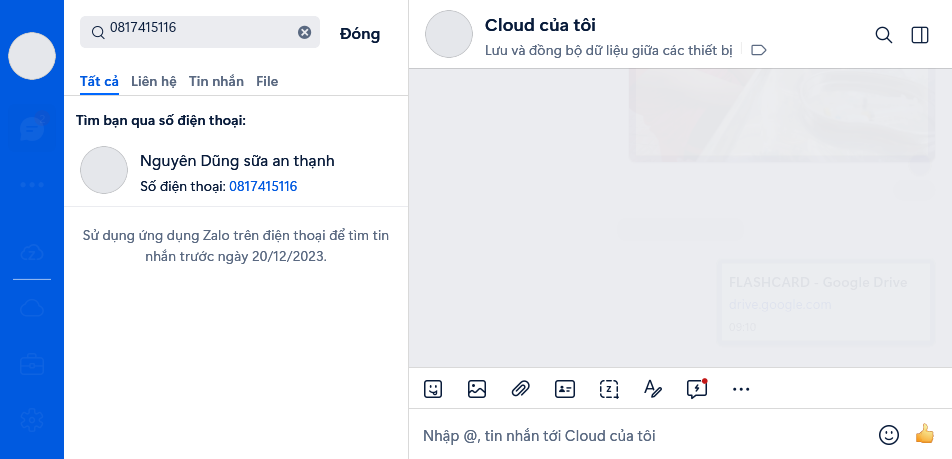 0817415116
Đóng
Tất cả Liên hệ Tin nhắn File
Tìm bạn qua số điện thoại:
Nguyên Dũng sữa an thạnh
Số điện thoại: 0817415116
Sử dụng ứng dụng Zalo trên điện thoại để tìm tin
nhắn trước ngày 20/12/2023.
Cloud của tôi
Lưu và đồng bộ dữ liệu giữa các thiết bị
FLASHCARD - Google Drive
drive.google.com
09:10
Nhập @, tin nhắn tới Cloud của tôi